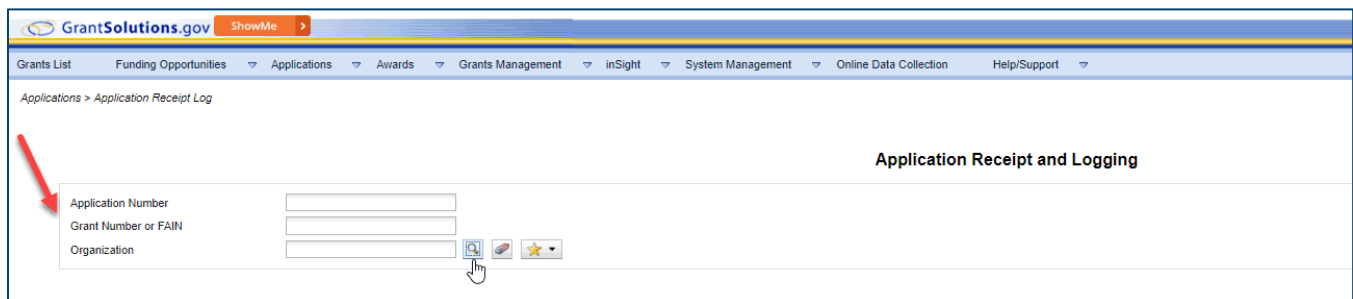 GrantSolutions.gov ShowMe >
Grants List Funding Opportunities Applications Awards Grants Management inSight System Management Online Data Collection Help/Support
Applications > Application Receipt Log
Application Receipt and Logging
Application Number
Grant Number or FAIN
Organization